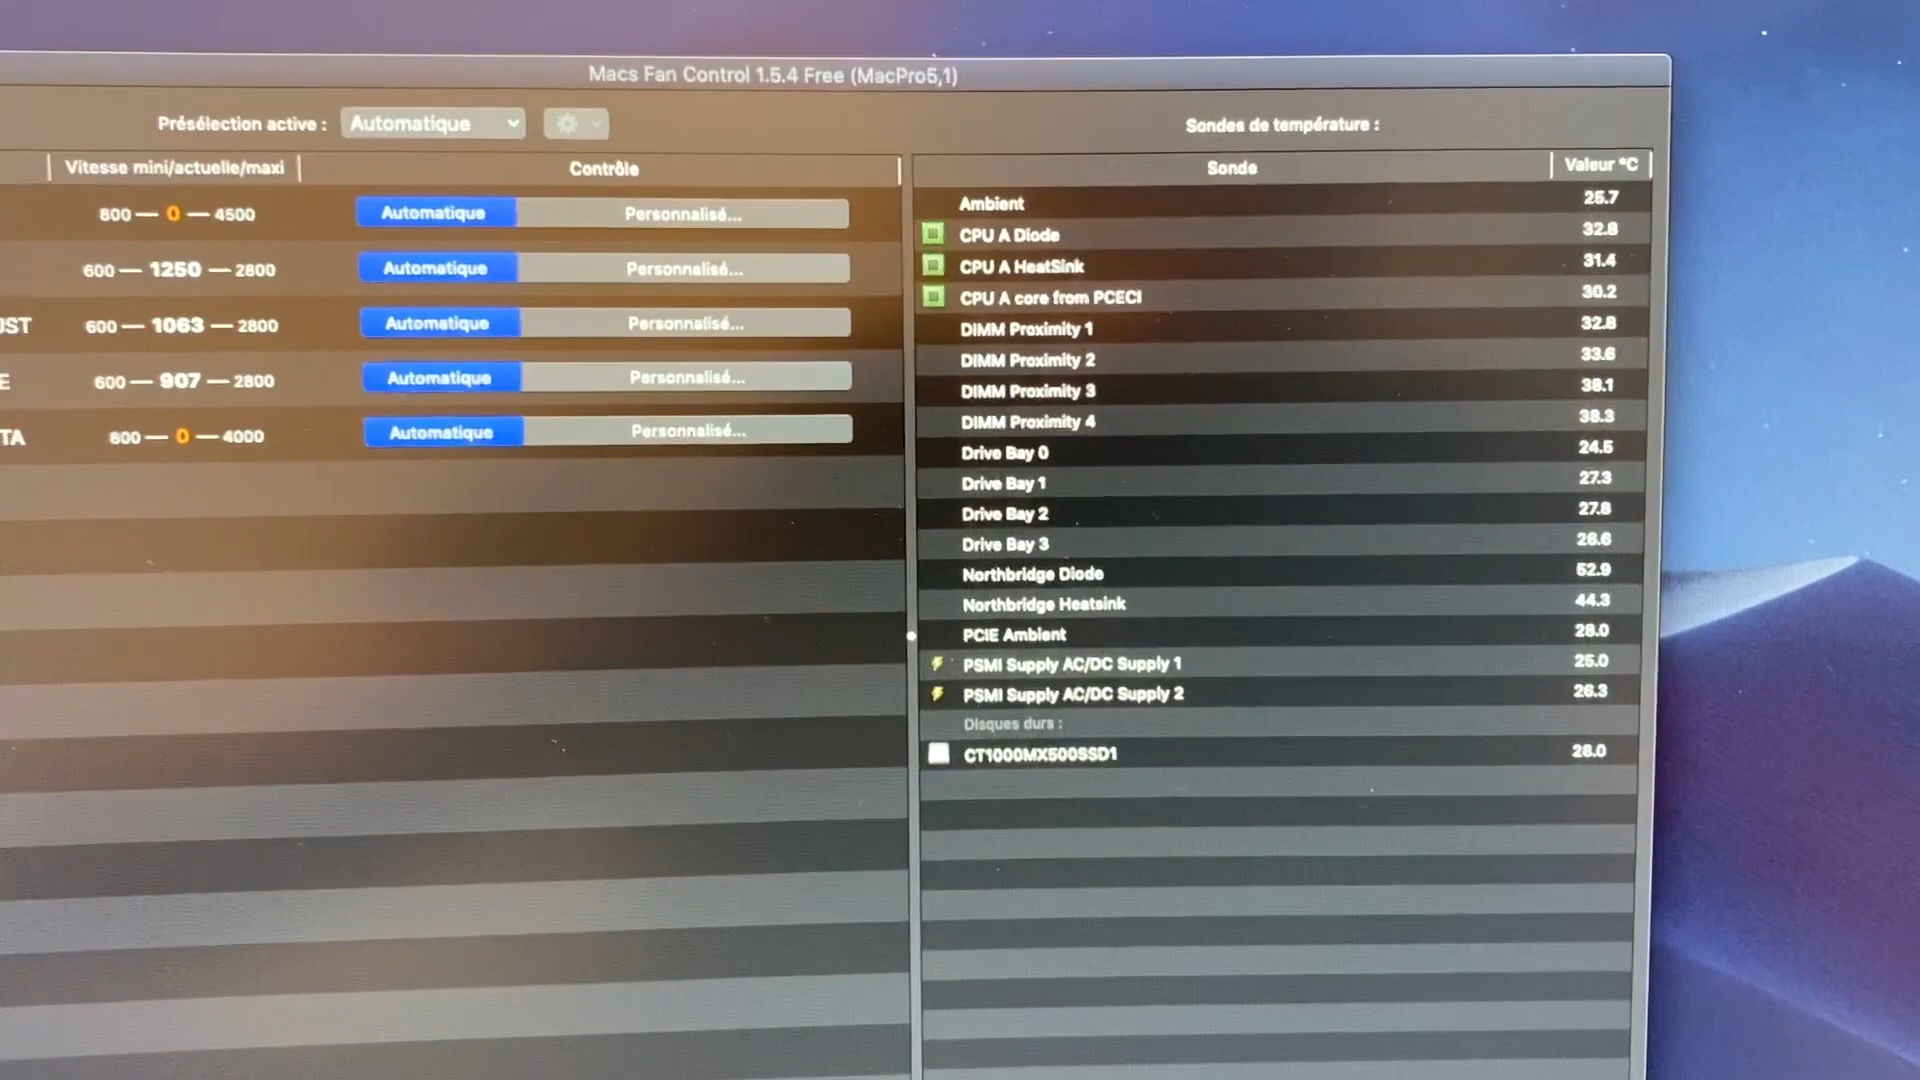 Macs Fan Control 1.5.4 Free (MacPro5,1)
Présélection active : Automatique
Sondes de température :
Vitesse mini/actuelle/maxi Contrôle
Sonde Valeur °C
800 — 0 — 4500 Automatique Personnalisé...
600 — 1250 — 2800 Automatique Personnalisé...
UST 600 — 1063 — 2800 Automatique Personnalisé...
E 600 — 907 — 2800 Automatique Personnalisé...
TA 800 — 0 — 4000 Automatique Personnalisé...
Ambient 25.7
CPU A Diode 32.8
CPU A HeatSink 31.4
CPU A core from PCECI 30.2
DIMM Proximity 1 32.8
DIMM Proximity 2 33.6
DIMM Proximity 3 38.1
DIMM Proximity 4 38.3
Drive Bay 0 24.5
Drive Bay 1 27.3
Drive Bay 2 27.8
Drive Bay 3 26.6
Northbridge Diode 52.9
Northbridge Heatsink 44.3
PCIE Ambient 28.0
PSMI Supply AC/DC Supply 1 25.0
PSMI Supply AC/DC Supply 2 26.3
Disques durs :
CT1000MX500SSD1 28.0